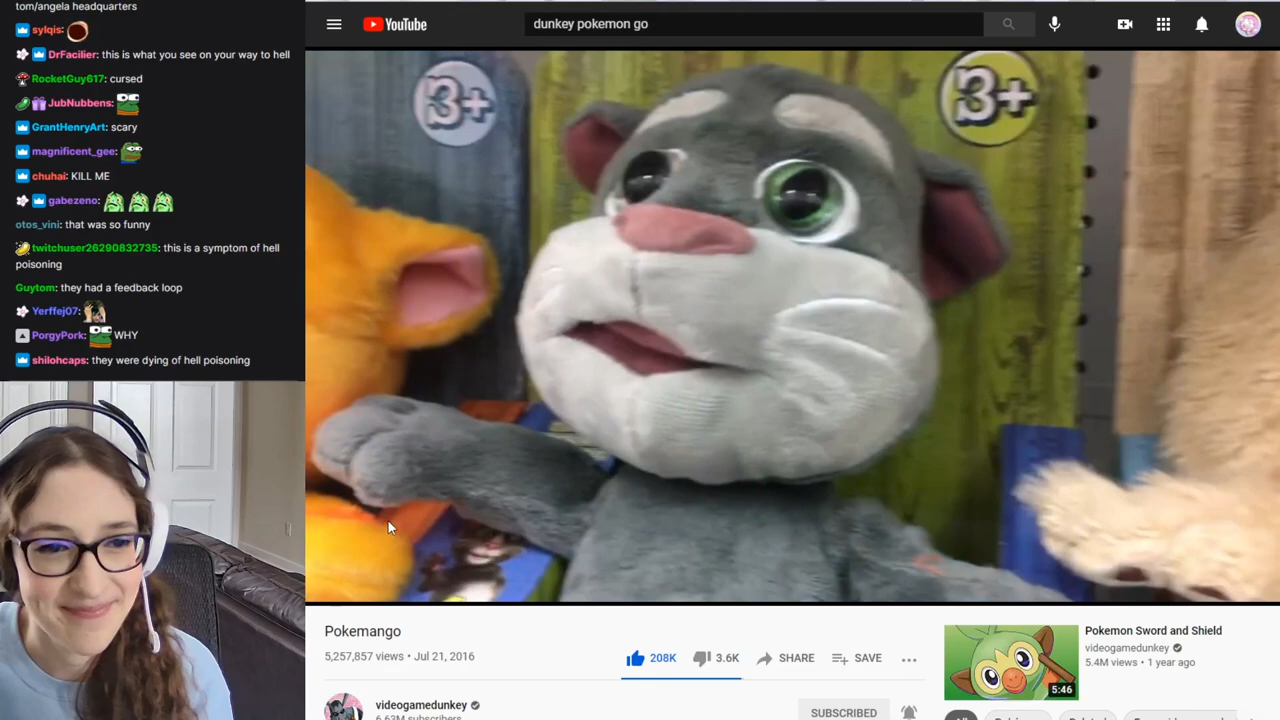 tom/angela headquarters
sylqis:
DrFacilier: this is what you see on your way to hell
RocketGuy617: cursed
JubNubbens:
GrantHenryArt: scary
magnificent_gee:
chuhai: KILL ME
gabezeno:
otos_vini: that was so funny
twitchuser26290832735: this is a symptom of hell
poisoning
Guytom: they had a feedback loop
Yerffej07:
PorgyPork: WHY
shilohcaps: they were dying of hell poisoning
YouTube
dunkey pokemon go
3+
3+
Pokemango
5,257,857 views • Jul 21, 2016
208K
3.6K
SHARE
SAVE
videogamedunkey
6.63M subscribers
SUBSCRIBED
Pokemon Sword and Shield
videogamedunkey
5.4M views • 1 year ago
5:46